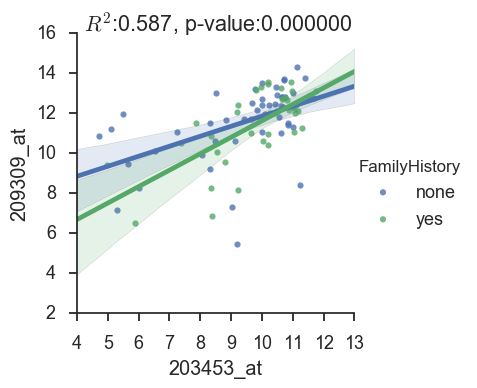 R²:0.587, p-value:0.000000
16
14
12
10
8
6
4
2
209309_at
4 5 6 7 8 9 10 11 12 13
203453_at
FamilyHistory
none
yes